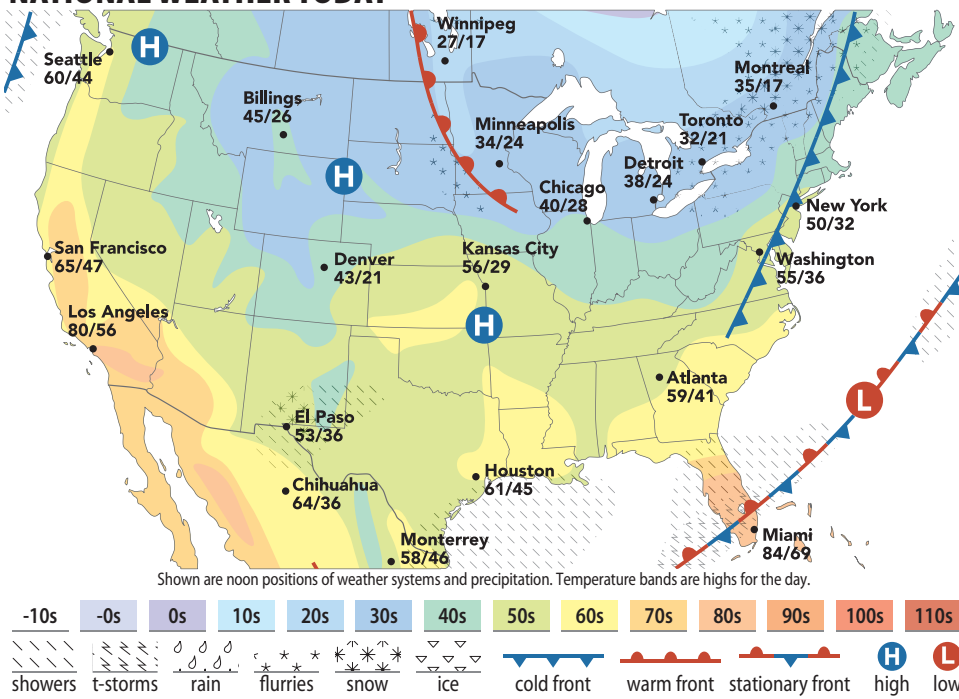 NATIONAL WEATHER TODAY
Winnipeg
27/17
H
Seattle
60/44
Montreal
35/17
Billings
45/26
Minneapolis
34/24
Toronto
32/21
Detroit
38/24
H
Chicago
40/28
New York
50/32
San Francisco
65/47
Denver
43/21
Kansas City
56/29
Washington
55/36
Los Angeles
80/56
H
Atlanta
59/41
L
El Paso
53/36
Houston
61/45
Chihuahua
64/36
Monterrey
58/46
Miami
84/69
Shown are noon positions of weather systems and precipitation. Temperature bands are highs for the day.
-10s -0s 0s 10s 20s 30s 40s 50s 60s 70s 80s 90s 100s 110s
H L
showers t-storms rain flurries snow ice cold front warm front stationary front high low